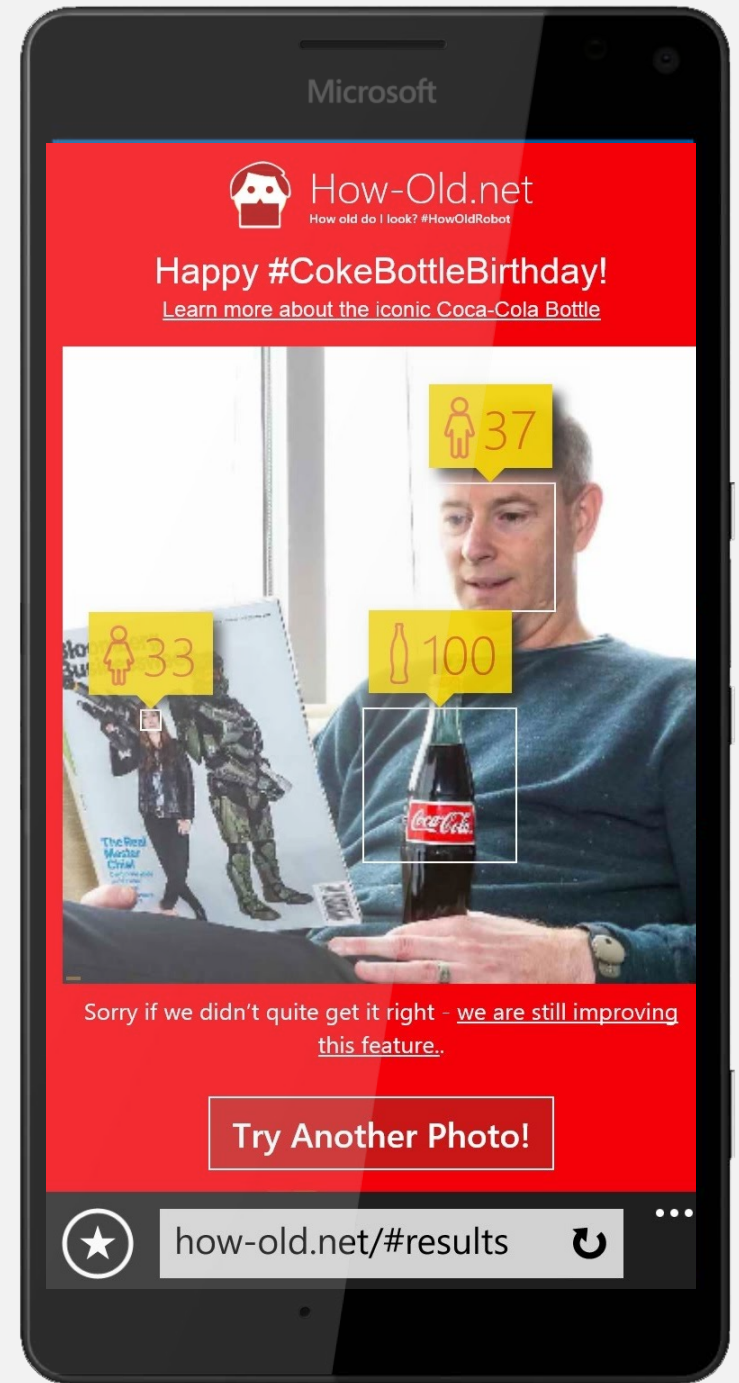 Microsoft
How-Old.net
How old do I look? #HowOldRobot
Happy #CokeBottleBirthday!
Learn more about the iconic Coca-Cola Bottle
37
33
100
Coca-Cola
The Real
Master
Chief
Sorry if we didn't quite get it right - we are still improving
this feature..
Try Another Photo!
how-old.net/#results